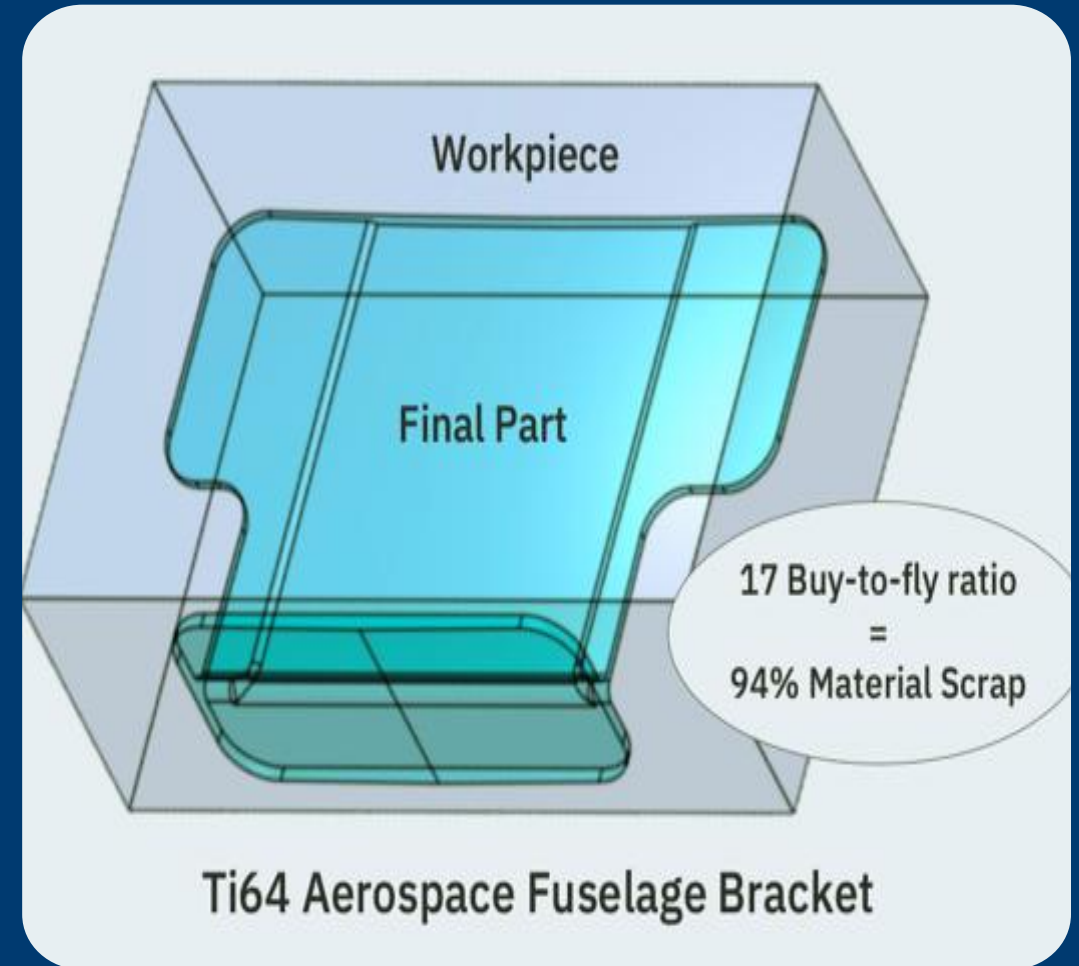 Workpiece
Final Part
17 Buy-to-fly ratio
=
94% Material Scrap
Ti64 Aerospace Fuselage Bracket